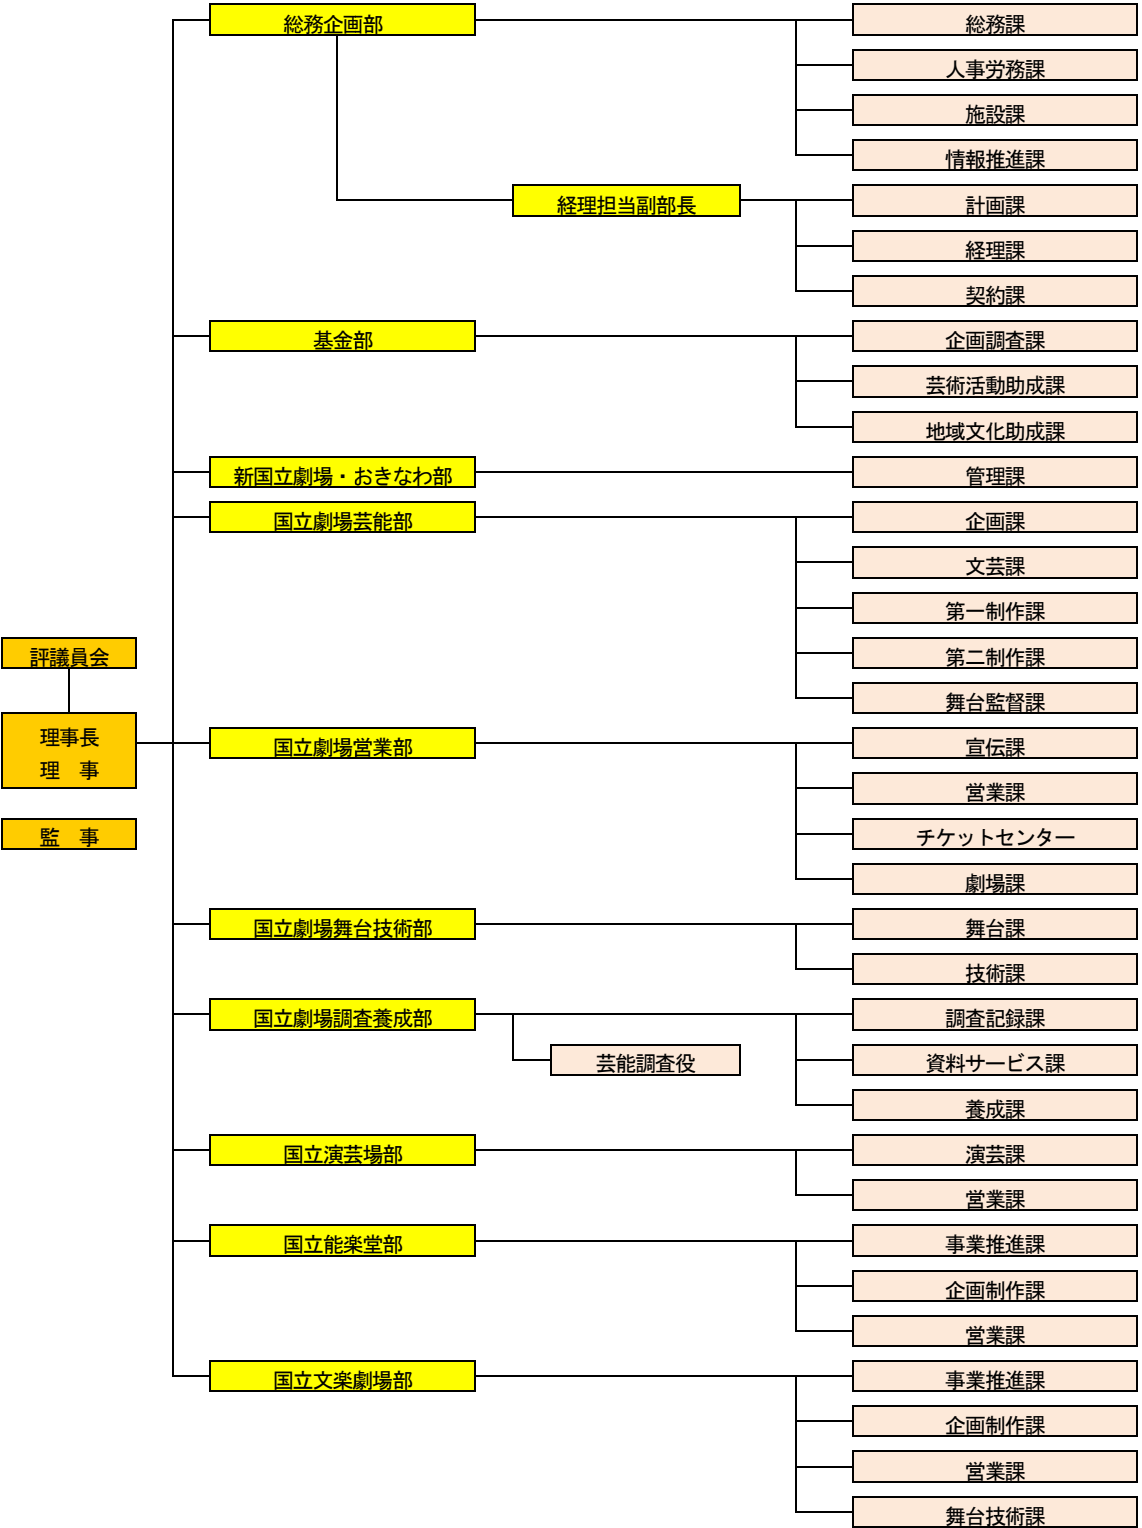 評議員会
理事長
理　事
監　事
総務企画部
総務課
人事労務課
施設課
情報推進課
経理担当副部長
計画課
経理課
契約課
基金部
企画調査課
芸術活動助成課
地域文化助成課
新国立劇場・おきなわ部
管理課
国立劇場芸能部
企画課
文芸課
第一制作課
第二制作課
舞台監督課
国立劇場営業部
宣伝課
営業課
チケットセンター
劇場課
国立劇場舞台技術部
舞台課
技術課
国立劇場調査養成部
芸能調査役
調査記録課
資料サービス課
養成課
国立演芸場部
演芸課
営業課
国立能楽堂部
事業推進課
企画制作課
営業課
国立文楽劇場部
事業推進課
企画制作課
営業課
舞台技術課